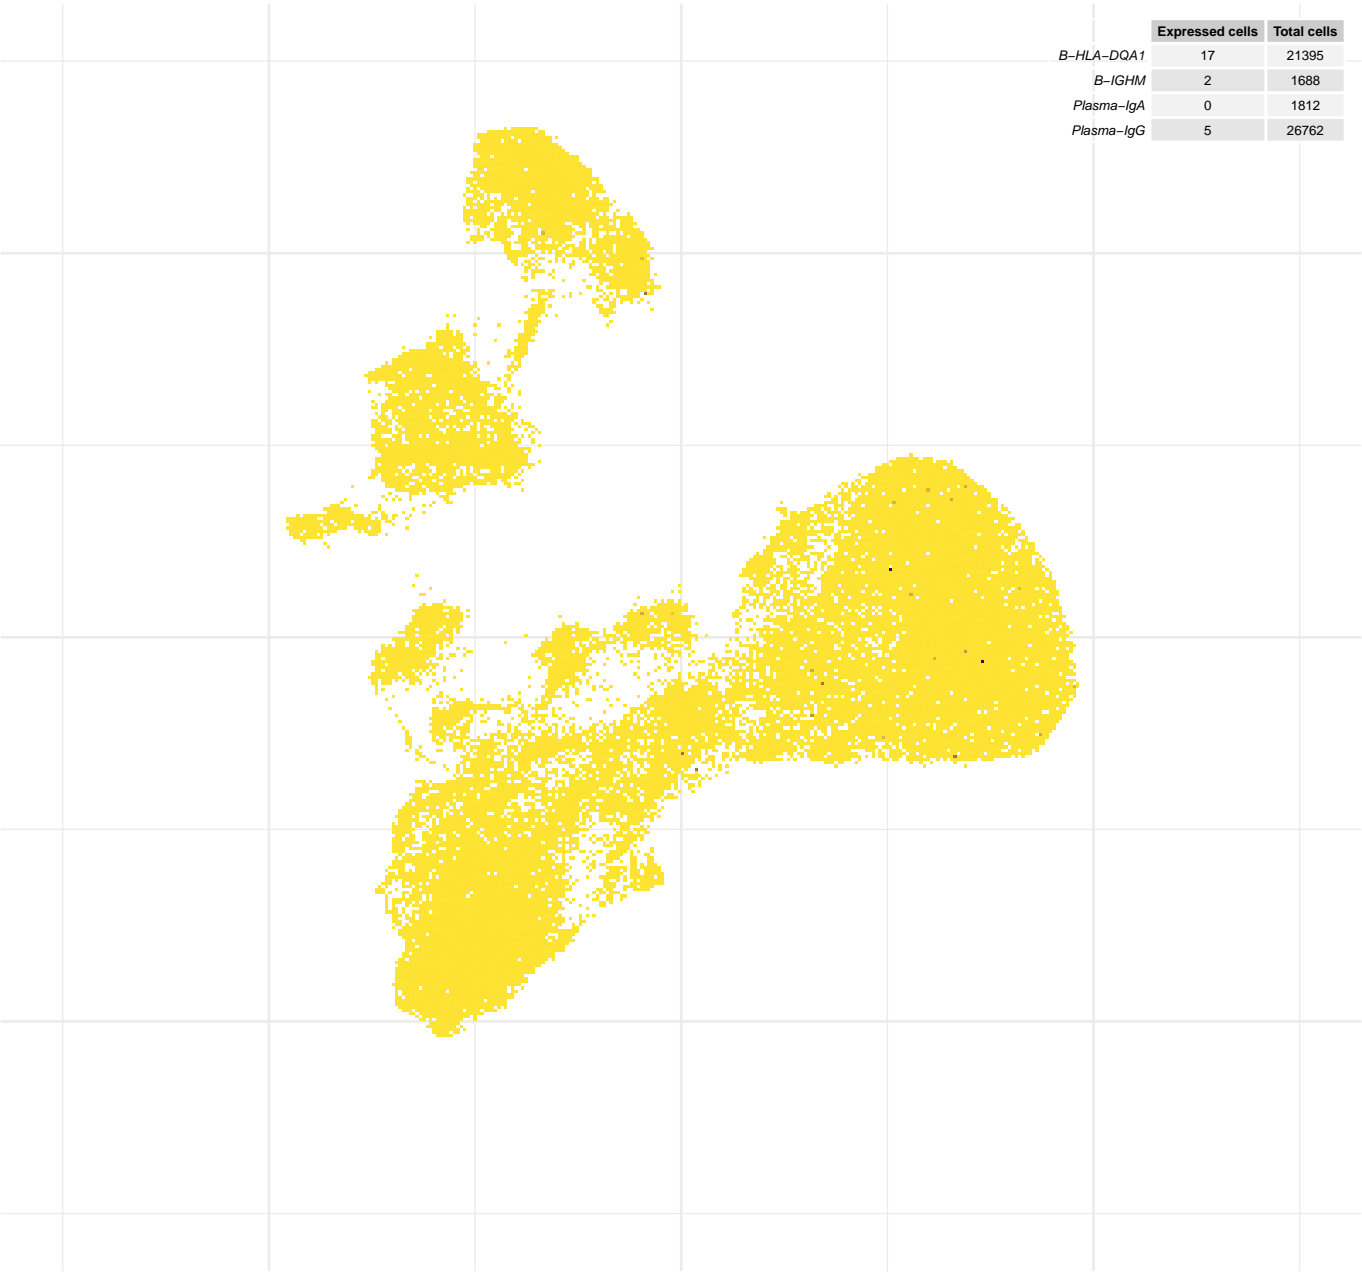 Expressed cells Total cells
B−HLA−DQA1 17 21395
B−IGHM 2 1688
Plasma−IgA 0 1812
Plasma−IgG 5 26762